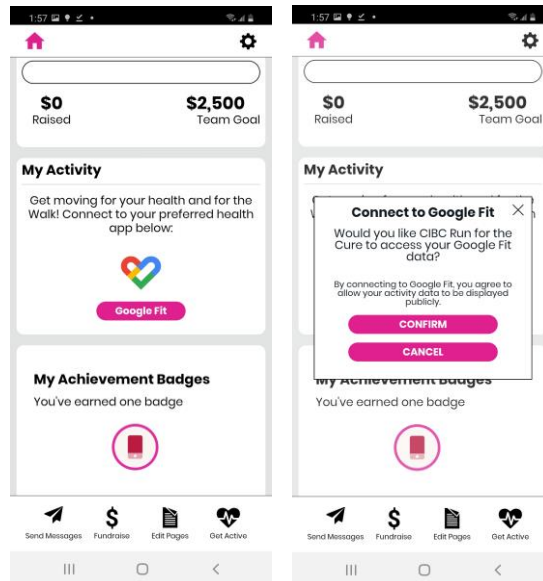 1:57
$0 $2,500
Raised Team Goal
My Activity
Get moving for your health and for the
Walk! Connect to your preferred health
app below:
Google Fit
My Achievement Badges
You've earned one badge
Send Messages Fundraise Edit Pages Get Active
1:57
$0 $2,500
Raised Team Goal
My Activity
Connect to Google Fit
Would you like CIBC Run for the
Cure to access your Google Fit
data?
By connecting to Google Fit, you agree to
allow your activity data to be displayed
publicly.
CONFIRM
CANCEL
My Achievement Badges
You've earned one badge
Send Messages Fundraise Edit Pages Get Active